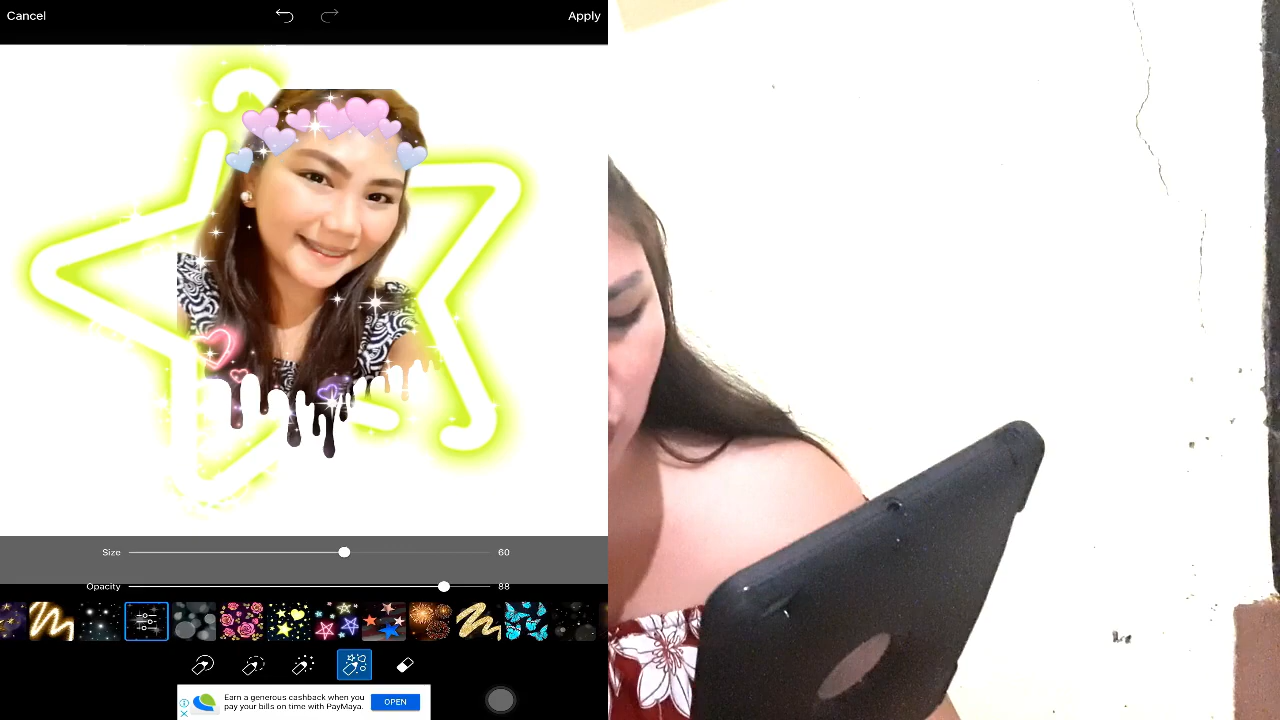 Cancel
Apply
Size
60
Opacity
88
Earn a generous cashback when you
pay your bills on time with PayMaya.
OPEN